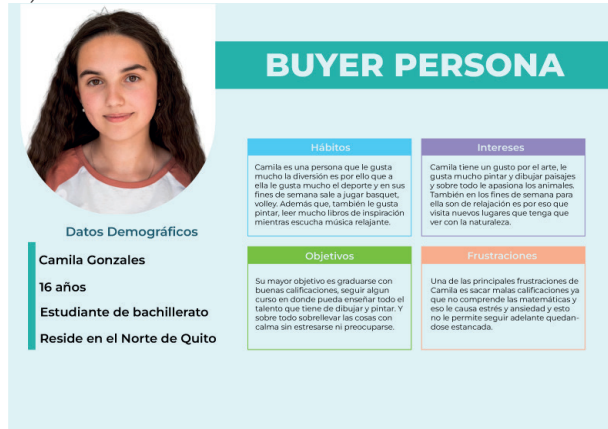 BUYER PERSONA
Datos Demográficos
Camila Gonzales
16 años
Estudiante de bachillerato
Reside en el Norte de Quito
Hábitos
Camila es una persona que le gusta
mucho la diversión es por ello que a
ella le gusta mucho el deporte y en sus
fines de semana sale a jugar basquet,
volley. Además que, también le gusta
pintar, leer mucho libros de inspiración
mientras escucha música relajante.
Intereses
Camila tiene un gusto por el arte, le
gusta mucho pintar y dibujar paisajes
y sobre todo le apasiona los animales.
También en los fines de semana para
ella son de relajación es por eso que
visita nuevos lugares que tenga que
ver con la naturaleza.
Objetivos
Su mayor objetivo es graduarse con
buenas calificaciones, seguir algun
curso en donde pueda enseñar todo el
talento que tiene de dibujar y pintar. Y
sobre todo sobrellevar las cosas con
calma sin estresarse ni preocuparse.
Frustraciones
Una de las principales frustraciones de
Camila es sacar malas calificaciones ya
que no comprende las matemáticas y
eso le causa estrés y ansiedad y esto
no le permite seguir adelante quedan-
dose estancada.